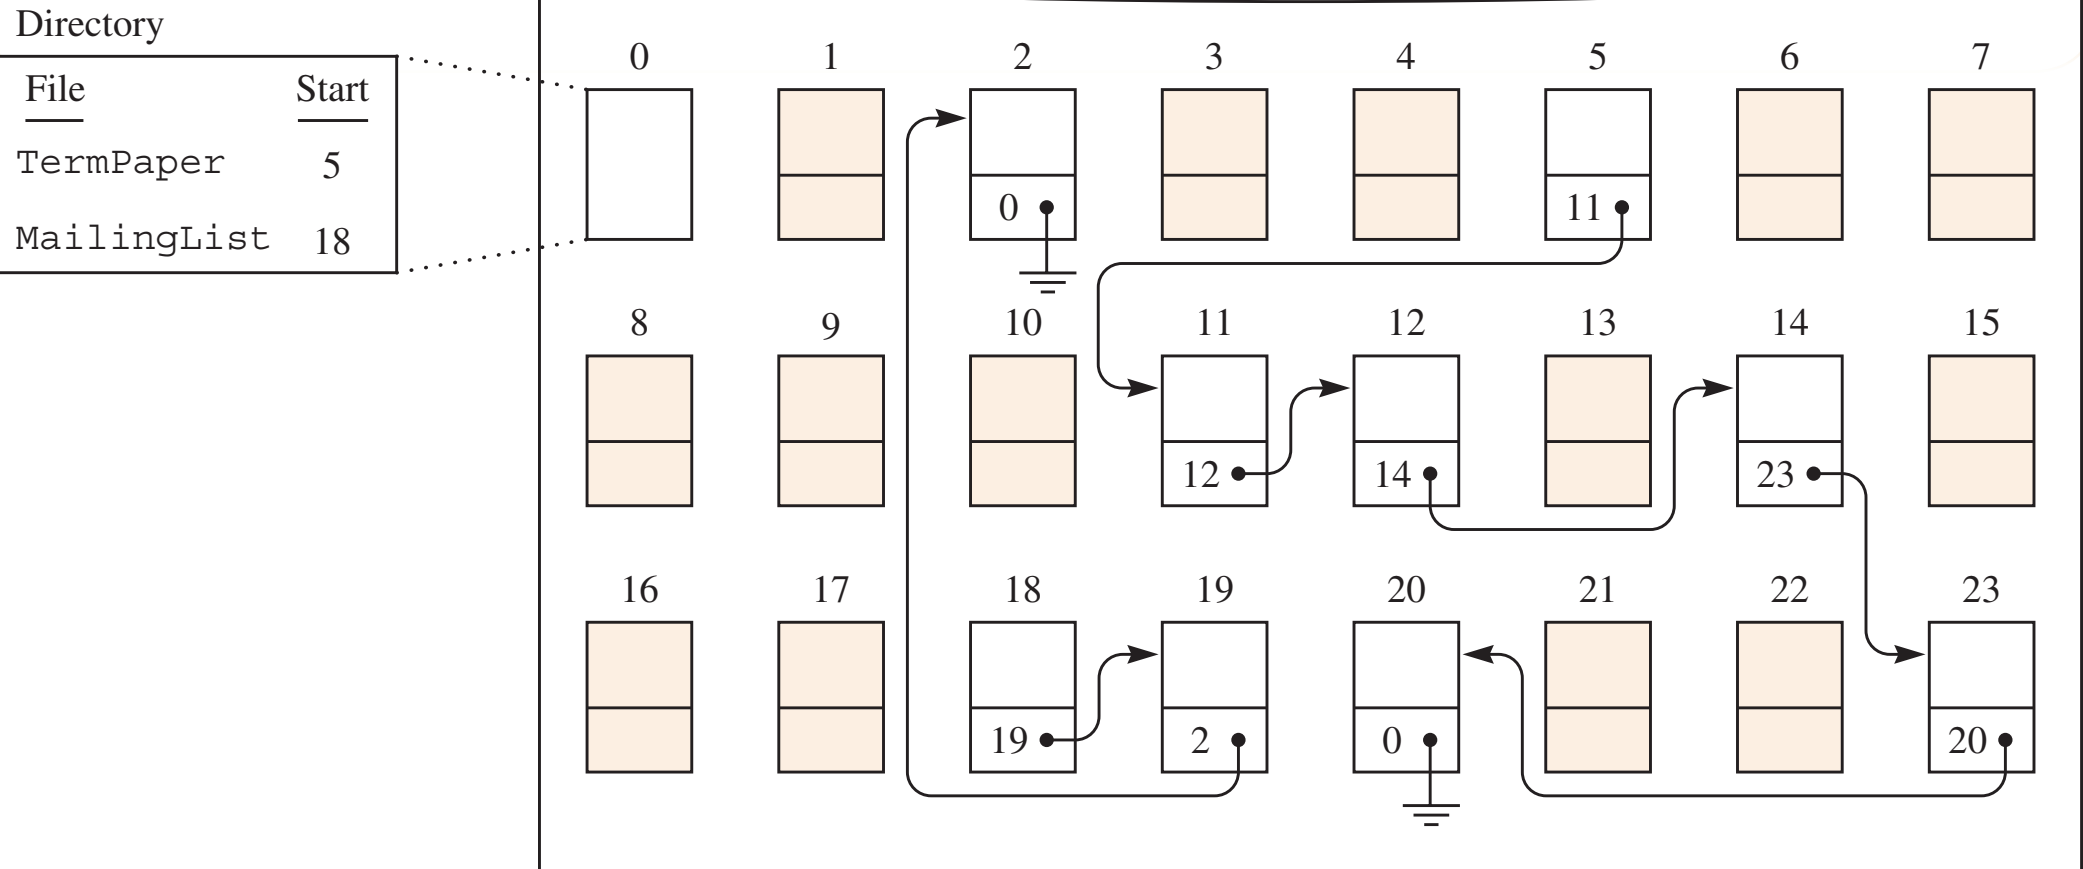 Directory
File Start
TermPaper 5
MailingList 18
0 1 2 3 4 5 6 7
0 11
8 9 10 11 12 13 14 15
12 14 23
16 17 18 19 20 21 22 23
19 2 0 20